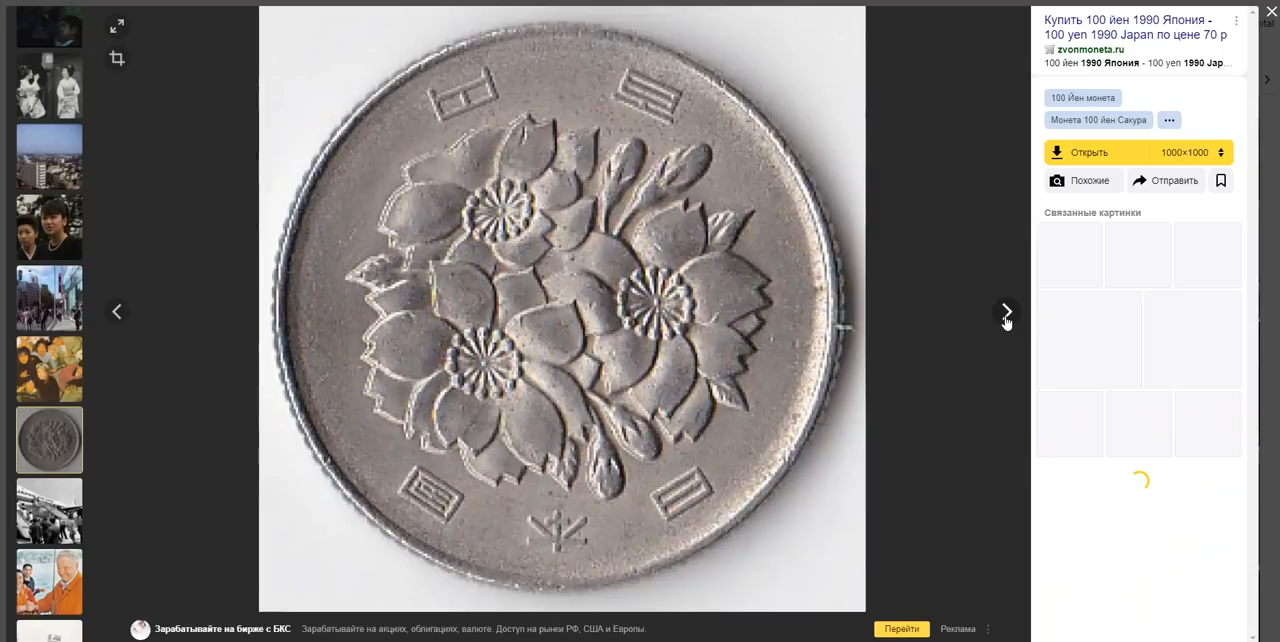 Купить 100 йен 1990 Япония -
100 yen 1990 Japan по цене 70 р
zvonmoneta.ru
100 йен 1990 Япония - 100 yen 1990 Jap...
100 Йен монета
Монета 100 йен Сакура
Открыть 1000×1000
Похожие
Отправить
Связанные картинки
日本国
百円
Зарабатывайте на бирже с БКС
Зарабатывайте на акциях, облигациях, валюте. Доступ на рынки РФ, США и Европы.
Перейти
Реклама